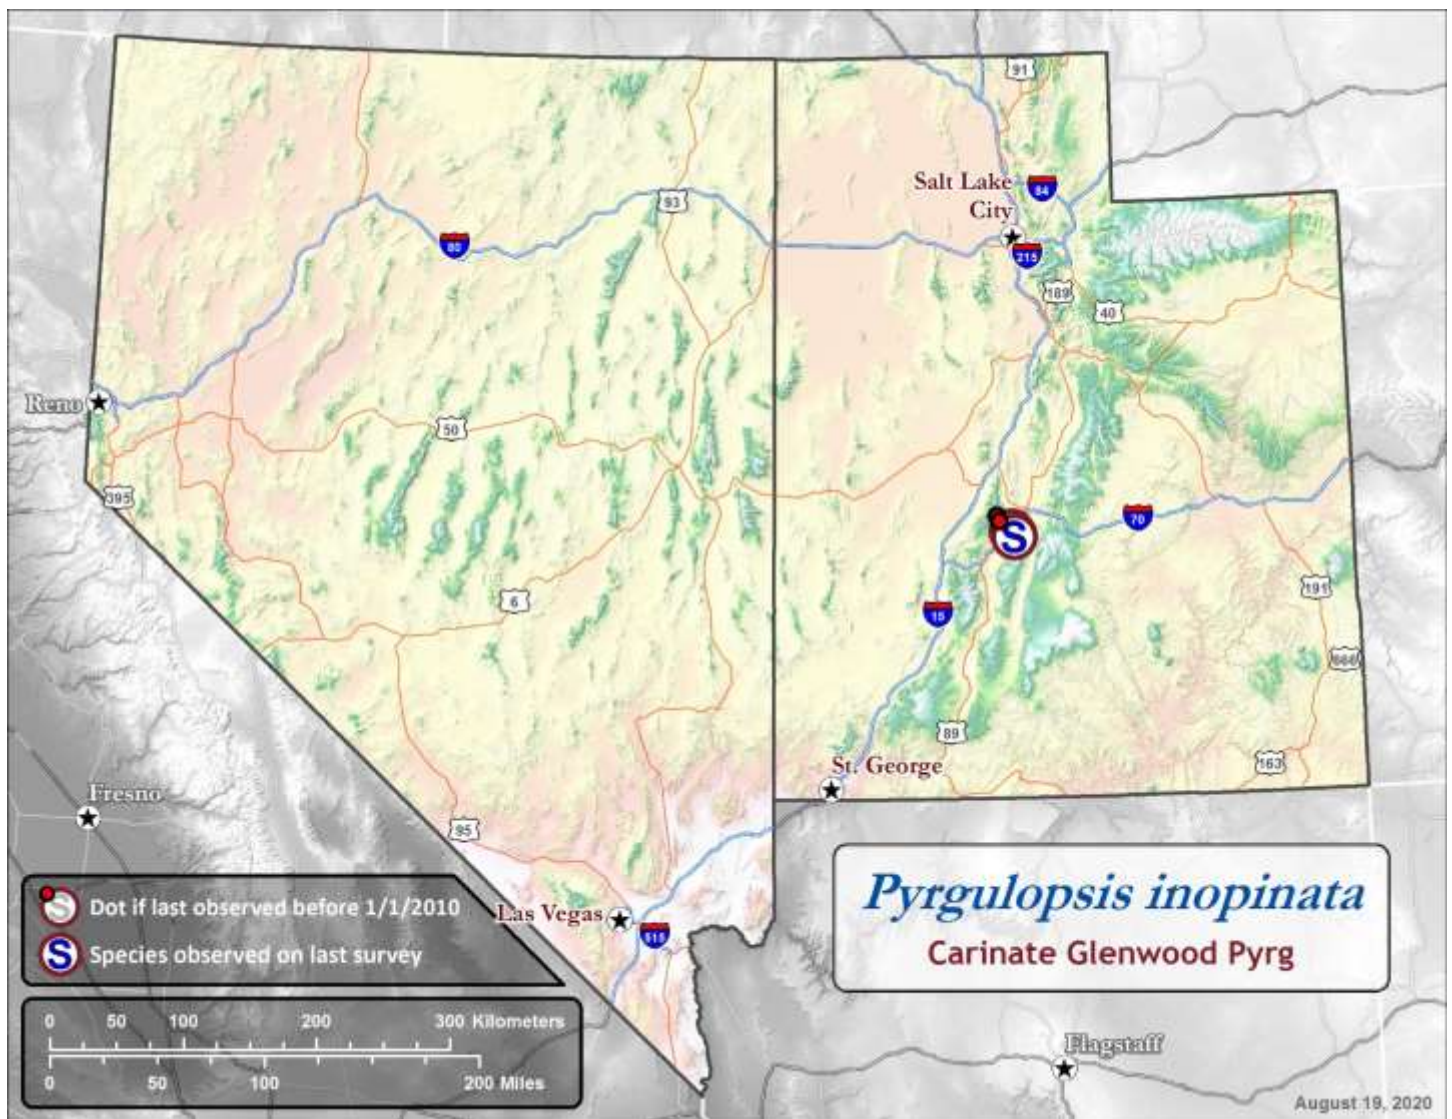 91
Salt Lake
City
84
93
80
215
189
40
Reno
50
395
S
70
6
15
191
666
89
163
St. George
Fresno
95
Las Vegas
515
S Dot if last observed before 1/1/2010
S Species observed on last survey
Pyrgulopsis inopinata
Carinate Glenwood Pyrg
0 50 100 200 300 Kilometers
0 50 100 200 Miles
Flagstaff
August 19, 2020